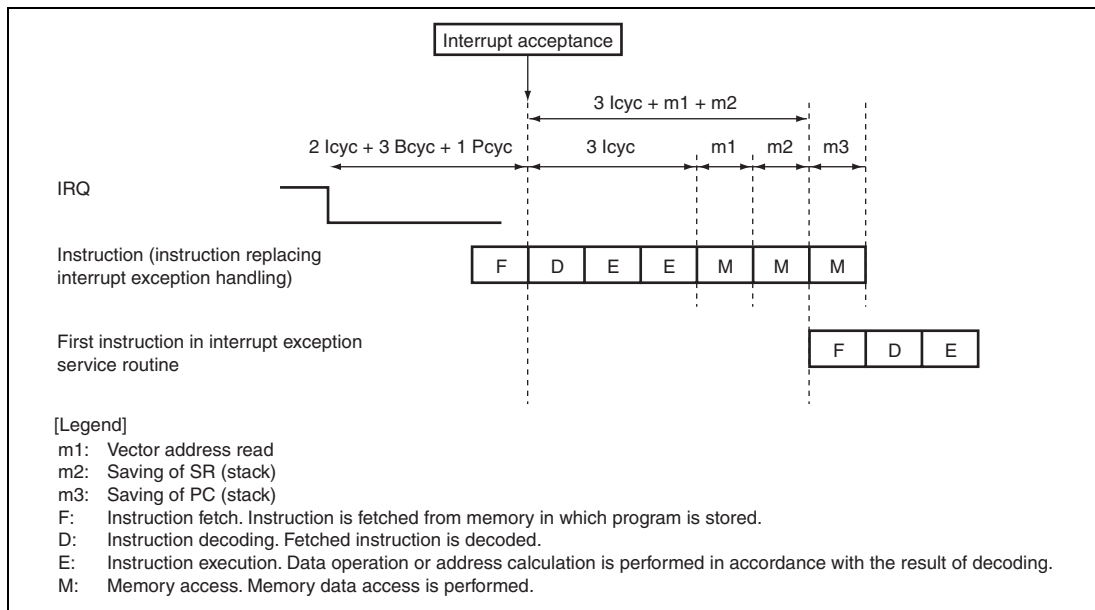 Interrupt acceptance
3 Icyc + m1 + m2
2 Icyc + 3 Bcyc + 1 Pcyc
3 Icyc
m1
m2
m3
IRQ
Instruction (instruction replacing
interrupt exception handling)
F
D
E
E
M
M
M
First instruction in interrupt exception
service routine
F
D
E
[Legend]
m1: Vector address read
m2: Saving of SR (stack)
m3: Saving of PC (stack)
F: Instruction fetch. Instruction is fetched from memory in which program is stored.
D: Instruction decoding. Fetched instruction is decoded.
E: Instruction execution. Data operation or address calculation is performed in accordance with the result of decoding.
M: Memory access. Memory data access is performed.